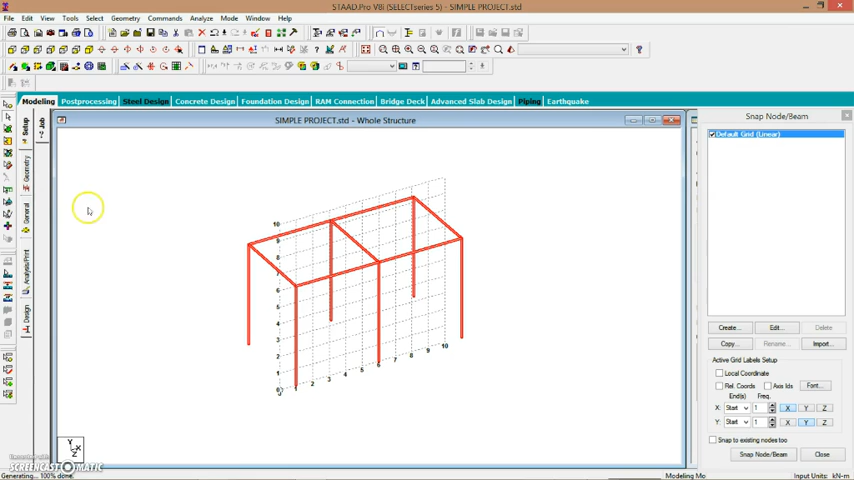 STAAD.Pro V8i (SELECTseries 5) - SIMPLE PROJECT.std
File Edit View Tools Select Geometry Commands Analyze Mode Window Help
Modeling Postprocessing Steel Design Concrete Design Foundation Design RAM Connection Bridge Deck Advanced Slab Design Piping Earthquake
Setup
Geometry
General
Analysis/Print
Design
Job
SIMPLE PROJECT.std - Whole Structure
10
9
8
7
6
5
4
3
2
1
0
1 2 3 4 5 6 7 8 9 10
Y
X
Z
Snap Node/Beam
Default Grid (Linear)
Create... Edit... Delete
Copy... Rename... Import...
Active Grid Labels Setup
Local Coordinate
Rel. Coords Axis Ids Font...
End(s) Freq.
X: Start 1 X Y Z
Y: Start 1 X Y Z
Snap to existing nodes too
Snap Node/Beam Close
SCREENCAST-O-MATIC
Generating... 100% done.
Modeling Mo
Input Units: kN-m